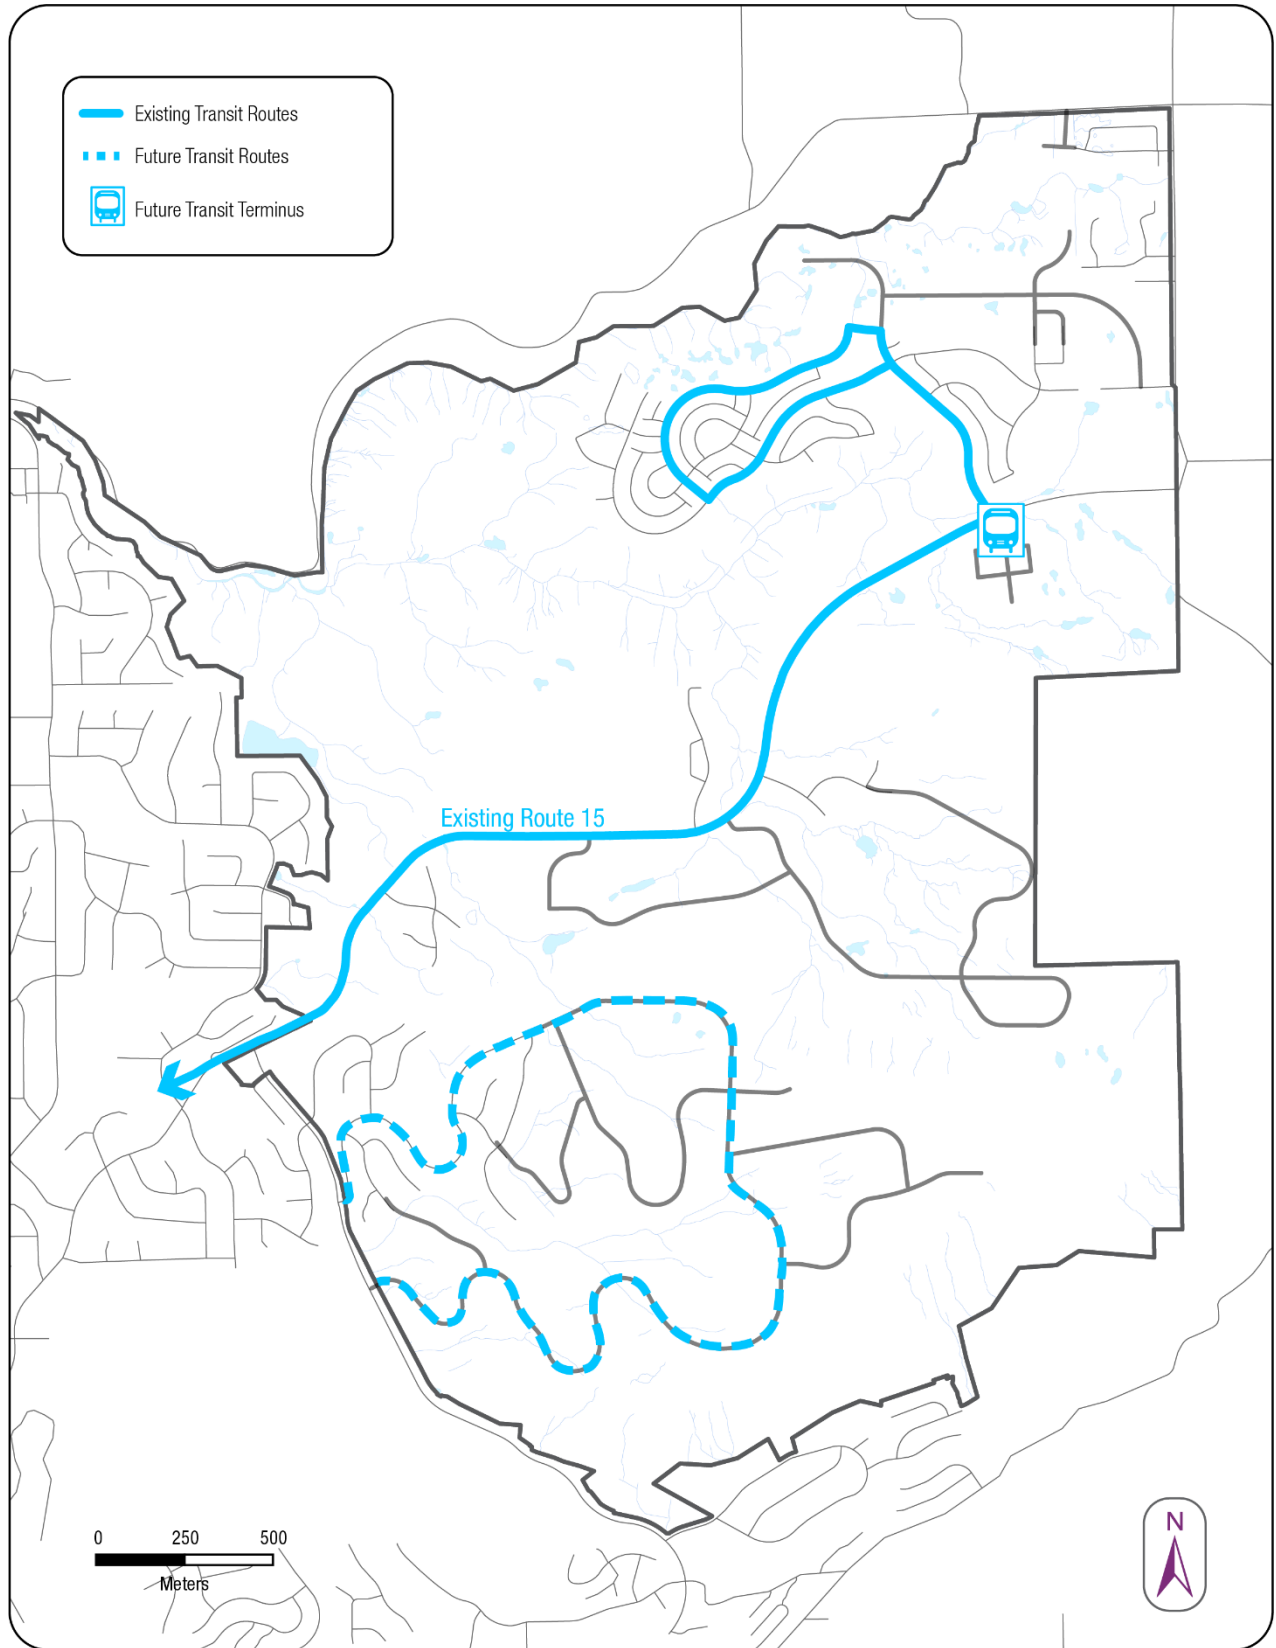 Existing Transit Routes
Future Transit Routes
Future Transit Terminus
Existing Route 15
N
0 250 500
Meters